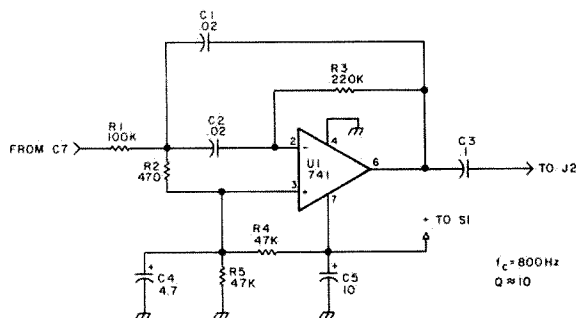 C1
.02
R3
220K
C2
.02
R1
100K
FROM C7
R2
470
2
-
4
U1
741
6
3
+
7
C3
.1
TO J2
+ TO S1
R4
47K
+
C4
4.7
R5
47K
+
C5
10
fc=800Hz
Q≈10